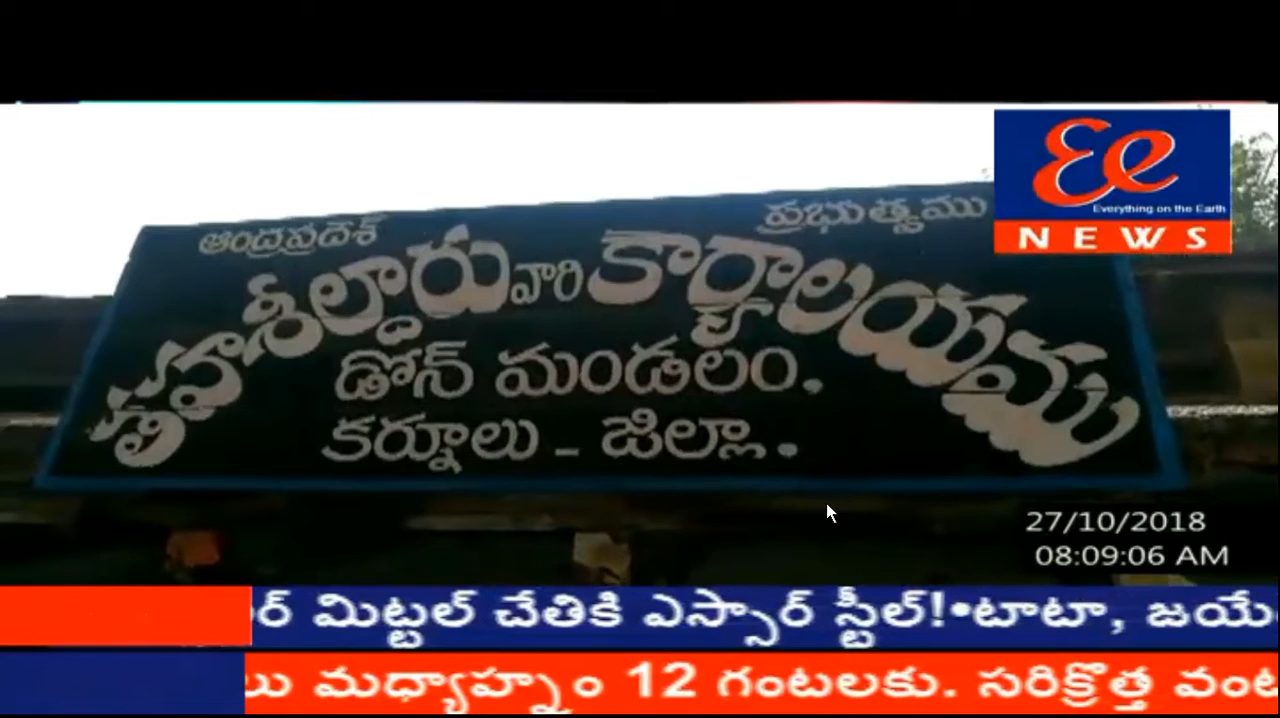 Ee
Everything on the Earth
NEWS
ఆంధ్రప్రదేశ్ ప్రభుత్వము
తహశీల్దారు వారి కార్యాలయము
డోన్ మండలం.
కర్నూలు - జిల్లా.
27/10/2018
08:09:06 AM
ర్ మిట్టల్ చేతికి ఎస్సార్ స్టీల్!•టాటా, జయే
లు మధ్యాహ్నం 12 గంటలకు. సరిక్రొత్త వంట